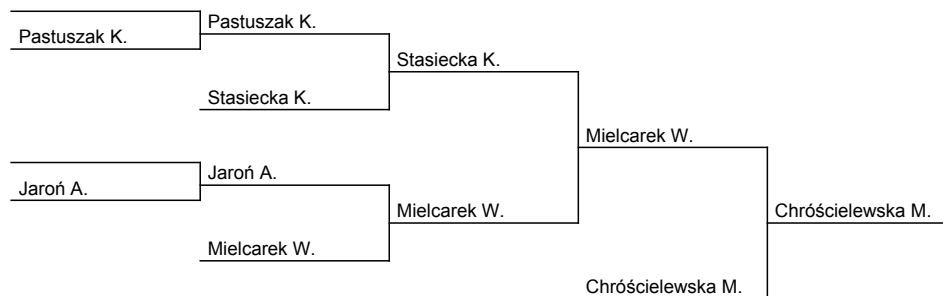 Pastuszak K.
Pastuszak K.
Stasiecka K.
Stasiecka K.
Mielcarek W.
Jaroń A.
Jaroń A.
Mielcarek W.
Chróścielewska M.
Mielcarek W.
Chróścielewska M.